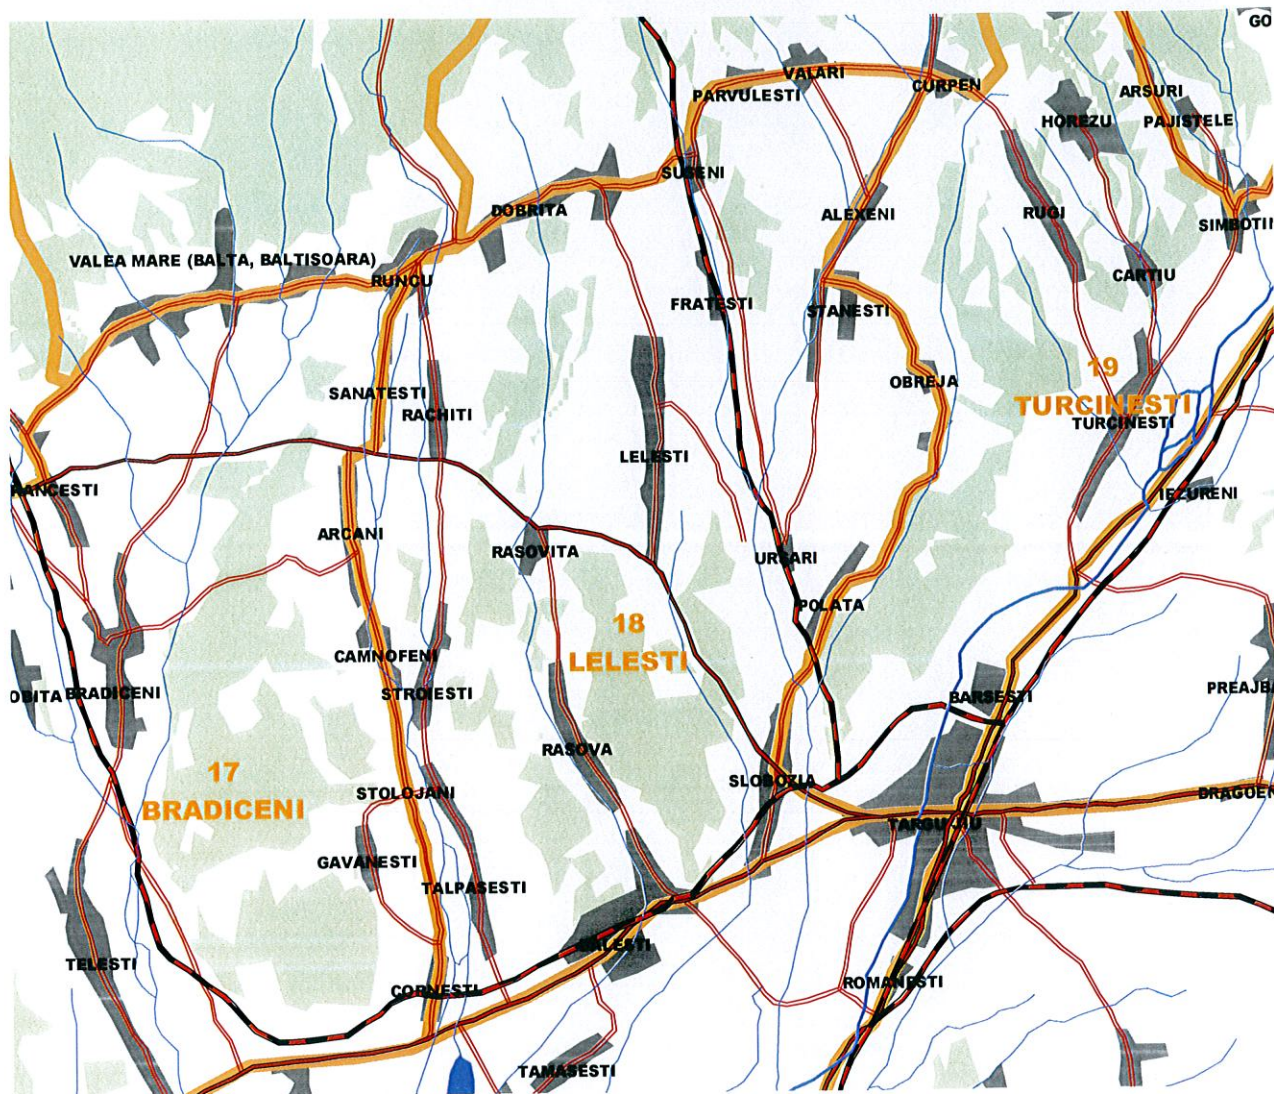 GO
VALARI
CURPEN
PARVULESTI
ARSURI
HOREZU
PAJISTELE
SUSENI
DOBRITA
ALEXENI
RUGI
SIMBOTIN
VALEA MARE (BALTA, BALTISOARA)
RUNCU
CARTIU
FRATESTI
STANESTI
19
OBREJA
SANATESTI
TURCINESTI
RACHITI
TURCINESTI
LELESTI
RANCESTI
IEZURENI
ARCANI
RASOVITA
URSARI
POLATA
18
CAMNOFENI
LELESTI
OBITA
BRADICENI
STROIESTI
BARSESTI
PREAJBA
RASOVA
17
SLOBOZIA
STOLOJANI
DRAGOEN
BRADICENI
TARGU JIU
GAVANESTI
TALPASESTI
TELESTI
BALESTI
ROMANESTI
CORNESTI
TAMASESTI